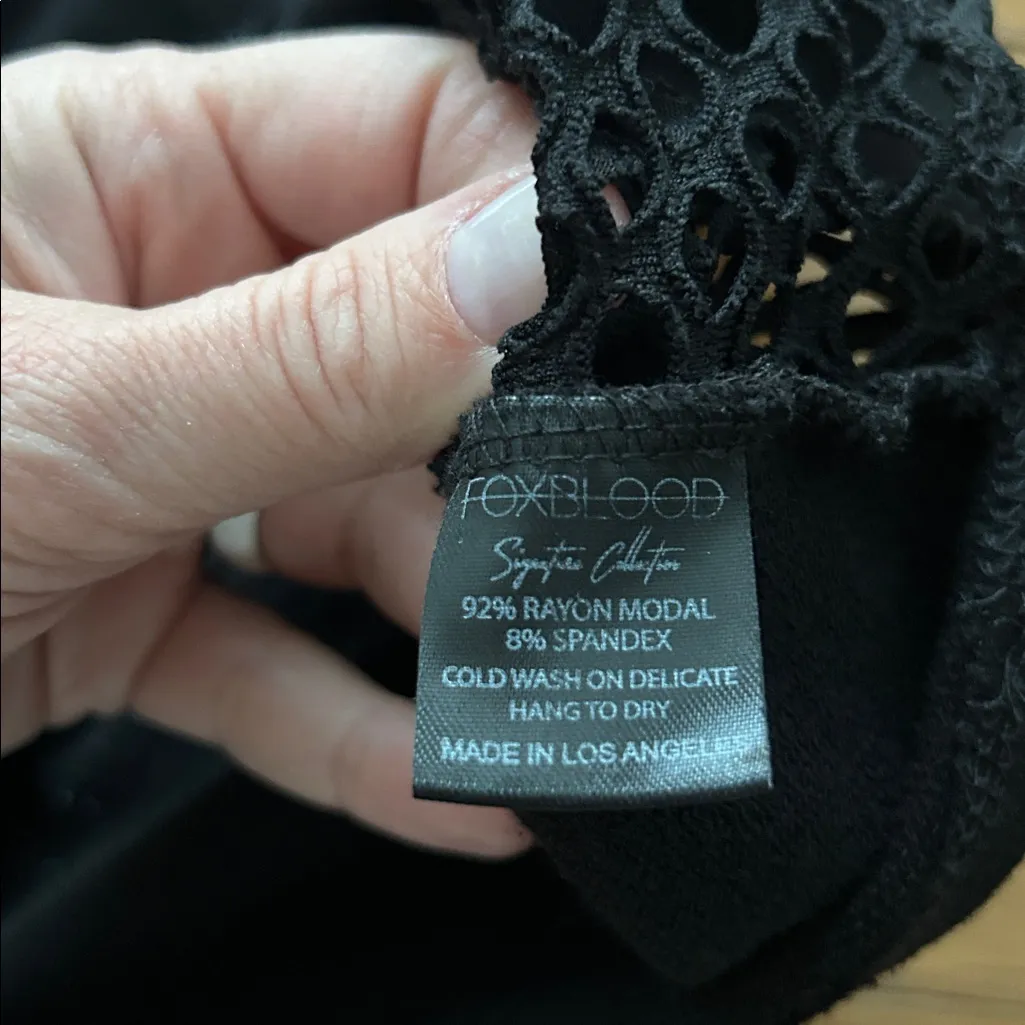 FOXBLOOD
Signature Collection
92% RAYON MODAL
8% SPANDEX
COLD WASH ON DELICATE
HANG TO DRY
MADE IN LOS ANGELES